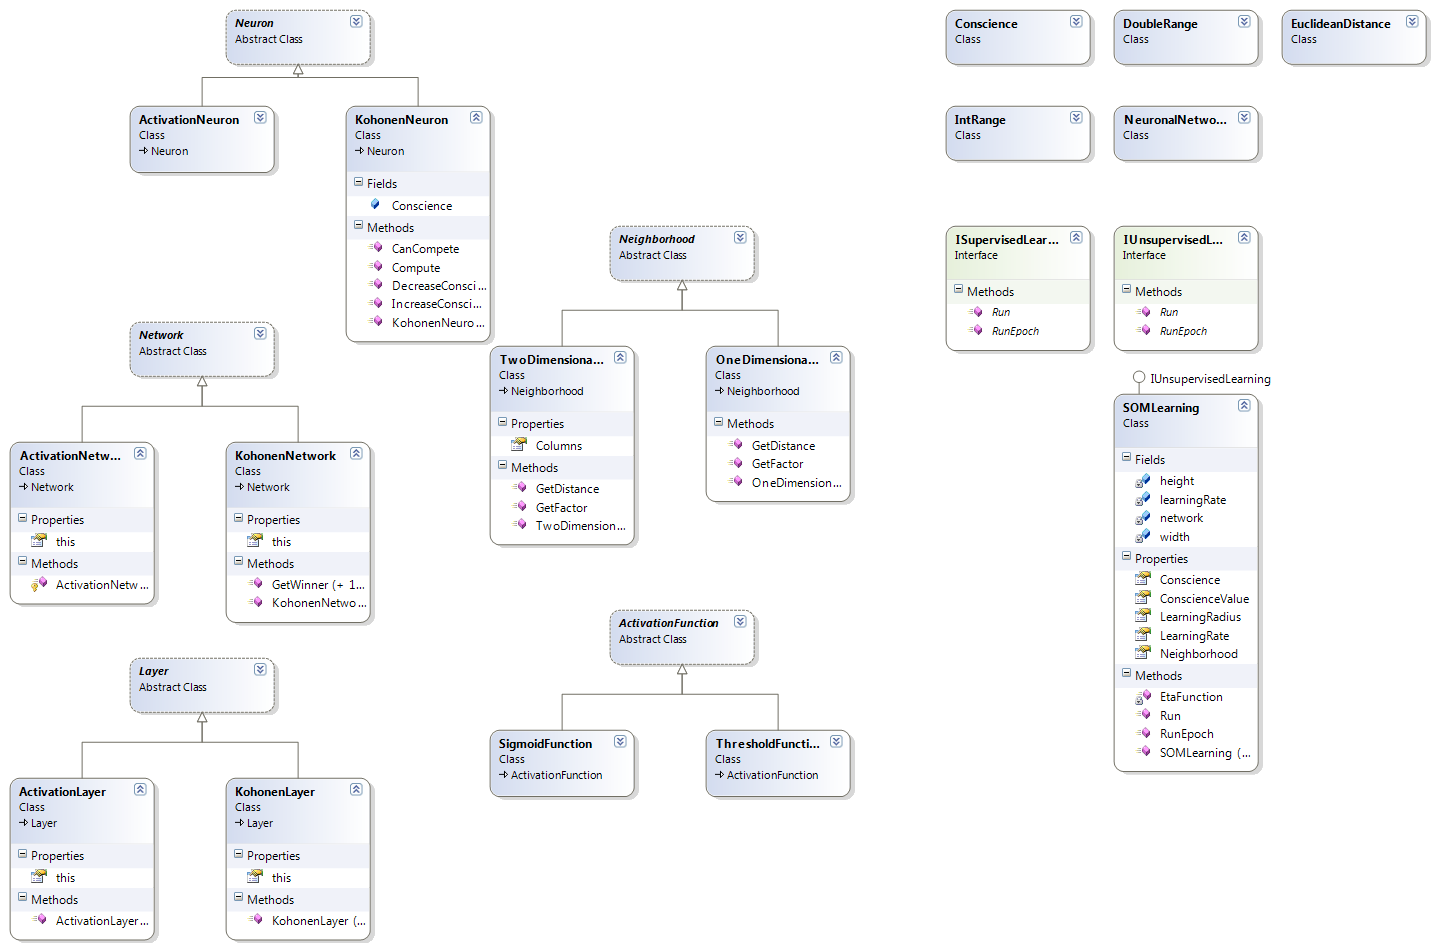 Neuron
Abstract Class
ActivationNeuron
Class
Neuron
KohonenNeuron
Class
Neuron
Fields
Conscience
Methods
CanCompete
Compute
DecreaseConsci...
IncreaseConsci...
KohonenNeuro...
Network
Abstract Class
ActivationNetw...
Class
Network
Properties
this
Methods
ActivationNetw...
KohonenNetwork
Class
Network
Properties
this
Methods
GetWinner (+ 1...
KohonenNetwo...
Layer
Abstract Class
ActivationLayer
Class
Layer
Properties
this
Methods
ActivationLayer...
KohonenLayer
Class
Layer
Properties
this
Methods
KohonenLayer (...
Neighborhood
Abstract Class
TwoDimensiona...
Class
Neighborhood
Properties
Columns
Methods
GetDistance
GetFactor
TwoDimension...
OneDimensiona...
Class
Neighborhood
Methods
GetDistance
GetFactor
OneDimension...
ActivationFunction
Abstract Class
SigmoidFunction
Class
ActivationFunction
ThresholdFuncti...
Class
ActivationFunction
Conscience
Class
DoubleRange
Class
EuclideanDistance
Class
IntRange
Class
NeuronalNetwo...
Class
ISupervisedLear...
Interface
Methods
Run
RunEpoch
IUnsupervisedL...
Interface
Methods
Run
RunEpoch
IUnsupervisedLearning
SOMLearning
Class
Fields
height
learningRate
network
width
Properties
Conscience
ConscienceValue
LearningRadius
LearningRate
Neighborhood
Methods
EtaFunction
Run
RunEpoch
SOMLearning (...